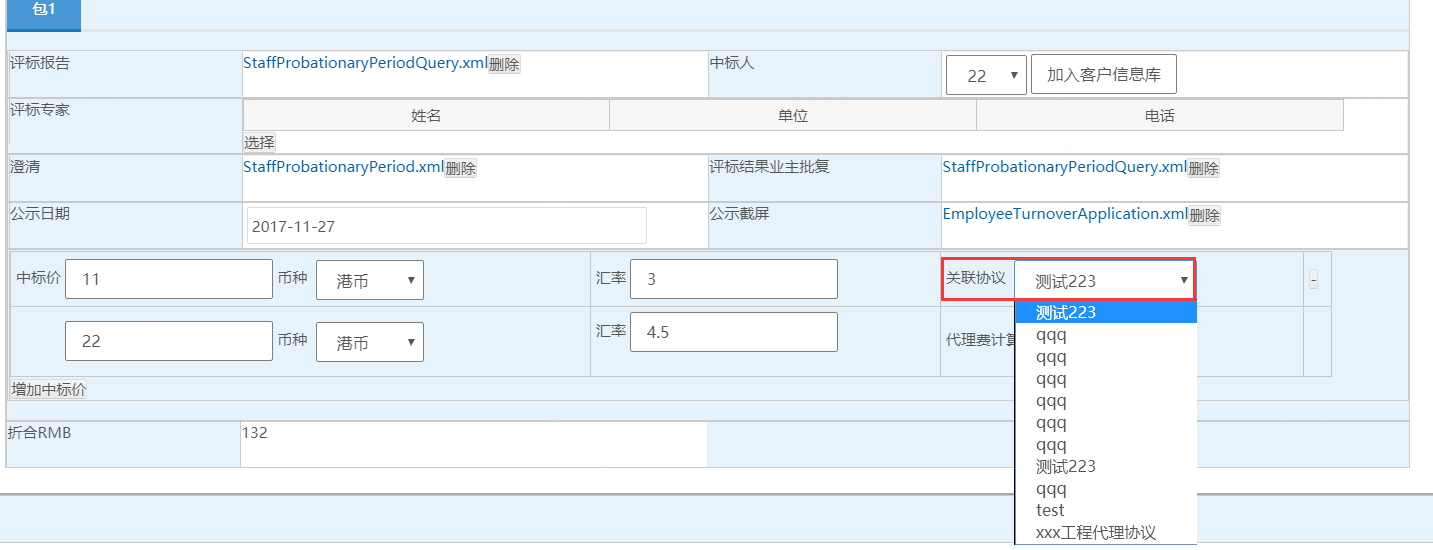 包1
评标报告 StaffProbationaryPeriodQuery.xml删除 中标人 22 加入客户信息库
评标专家 姓名 单位 电话
选择
澄清 StaffProbationaryPeriod.xml删除 评标结果业主批复 StaffProbationaryPeriodQuery.xml删除
公示日期 2017-11-27 公示截屏 EmployeeTurnoverApplication.xml删除
中标价 11 币种 港币 汇率 3 关联协议 测试223 -
22 币种 港币 汇率 4.5 代理费计
增加中标价
折合RMB 132
测试223
qqq
qqq
qqq
qqq
qqq
qqq
测试223
qqq
test
xxx工程代理协议